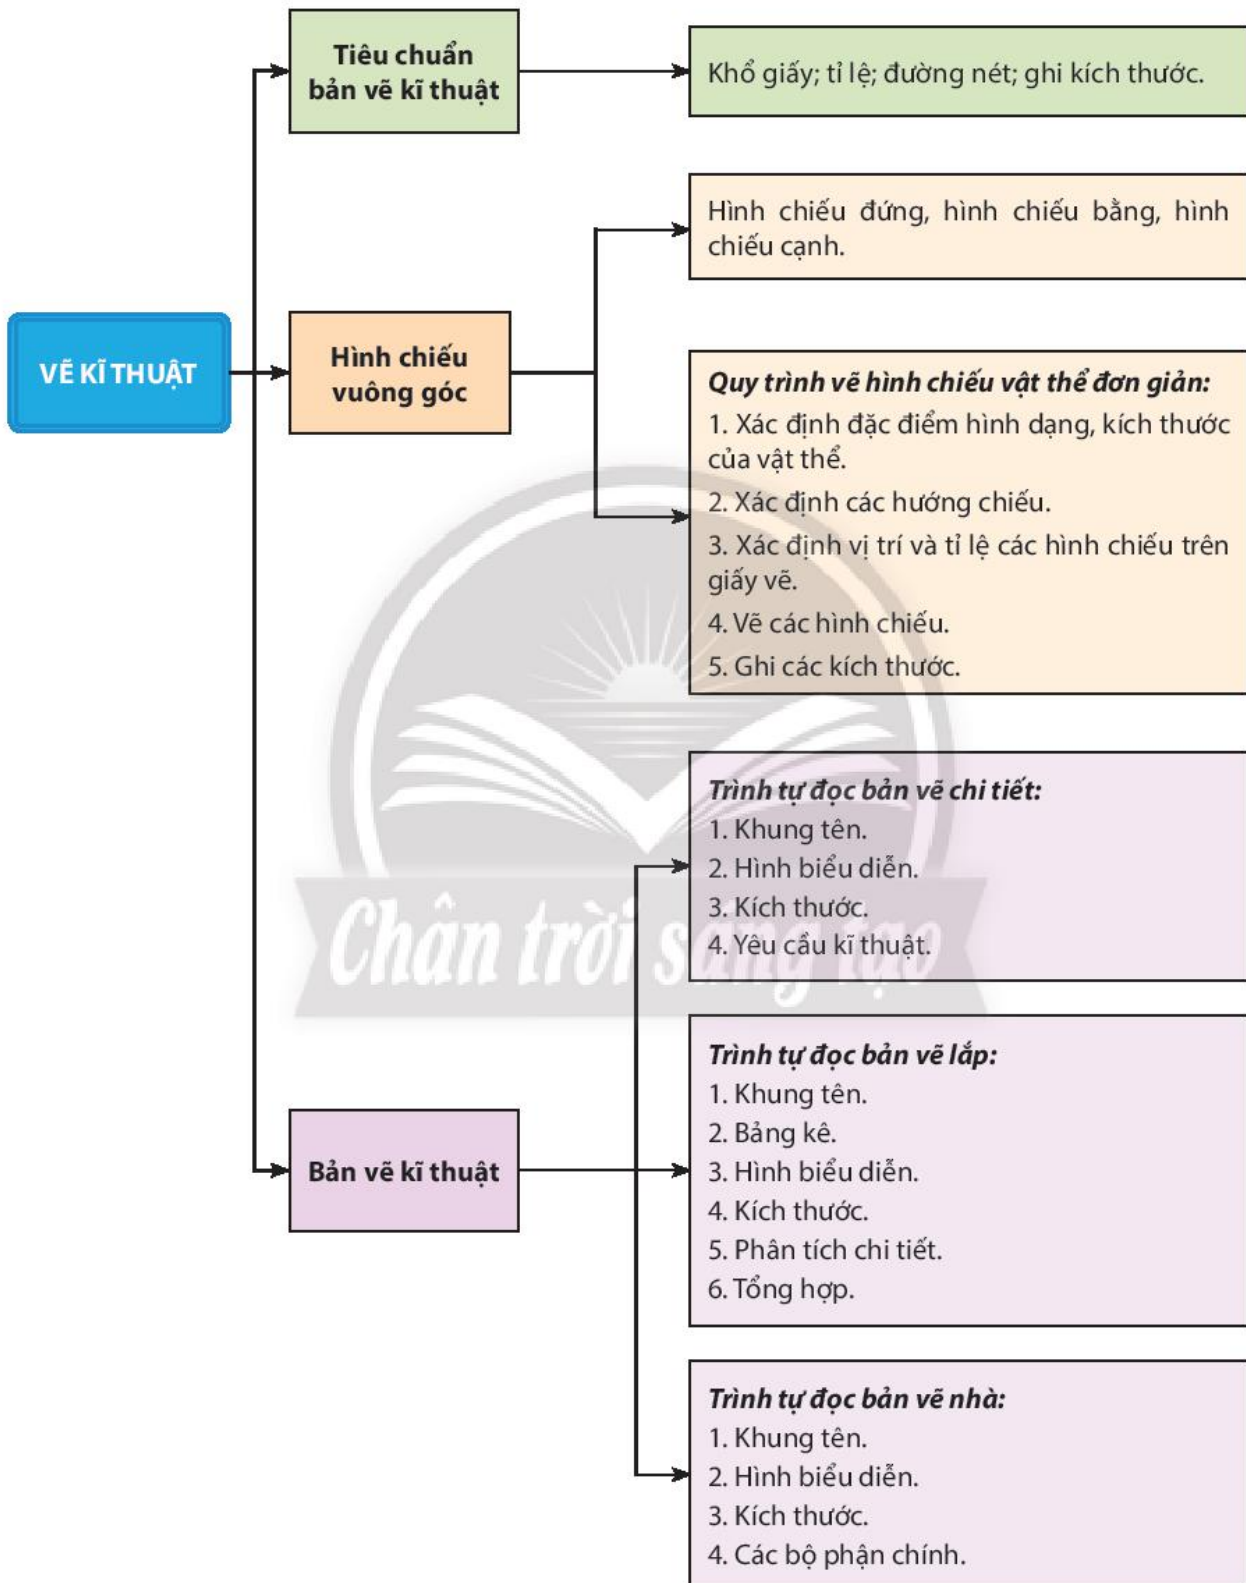 Tiêu chuẩn
bản vẽ kĩ thuật
Khổ giấy; tỉ lệ; đường nét; ghi kích thước.
VẼ KĨ THUẬT
Hình chiếu
vuông góc
Hình chiếu đứng, hình chiếu bằng, hình
chiếu cạnh.
Quy trình vẽ hình chiếu vật thể đơn giản:
1. Xác định đặc điểm hình dạng, kích thước
của vật thể.
2. Xác định các hướng chiếu.
3. Xác định vị trí và tỉ lệ các hình chiếu trên
giấy vẽ.
4. Vẽ các hình chiếu.
5. Ghi các kích thước.
Bản vẽ kĩ thuật
Trình tự đọc bản vẽ chi tiết:
1. Khung tên.
2. Hình biểu diễn.
3. Kích thước.
4. Yêu cầu kĩ thuật.
Trình tự đọc bản vẽ lắp:
1. Khung tên.
2. Bảng kê.
3. Hình biểu diễn.
4. Kích thước.
5. Phân tích chi tiết.
6. Tổng hợp.
Trình tự đọc bản vẽ nhà:
1. Khung tên.
2. Hình biểu diễn.
3. Kích thước.
4. Các bộ phận chính.
Chân trời sáng tạo